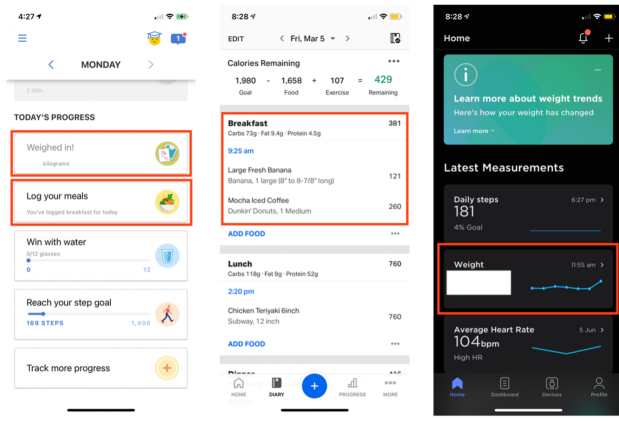 4:27
1
MONDAY
2 Min
TODAY'S PROGRESS
Weighed in!
kilograms
Log your meals
You've logged breakfast for today
Win with water
0/12 glasses
0 12
Reach your step goal
169 STEPS 1,400
Track more progress
8:28
EDIT Fri, Mar 5
Calories Remaining
1,980 - 1,658 + 107 = 429
Goal Food Exercise Remaining
Breakfast 381
Carbs 73g · Fat 9.4g · Protein 4.5g
9:25 am
Large Fresh Banana
Banana, 1 large (8" to 8-7/8" long) 121
Mocha Iced Coffee
Dunkin' Donuts, 1 Medium 260
ADD FOOD
Lunch 760
Carbs 118g · Fat 9g · Protein 52g
2:20 pm
Chicken Teriyaki 6inch
Subway, 12 inch 760
ADD FOOD
Dinner 416
HOME DIARY + PROGRESS MORE
8:28
Home
Learn more about weight trends
Here's how your weight has changed
Learn more
Latest Measurements
Daily steps 6:27 pm
181
4% Goal
Weight 11:55 am
Average Heart Rate 5 Jun
104bpm
High HR
Home Dashboard Devices Profile